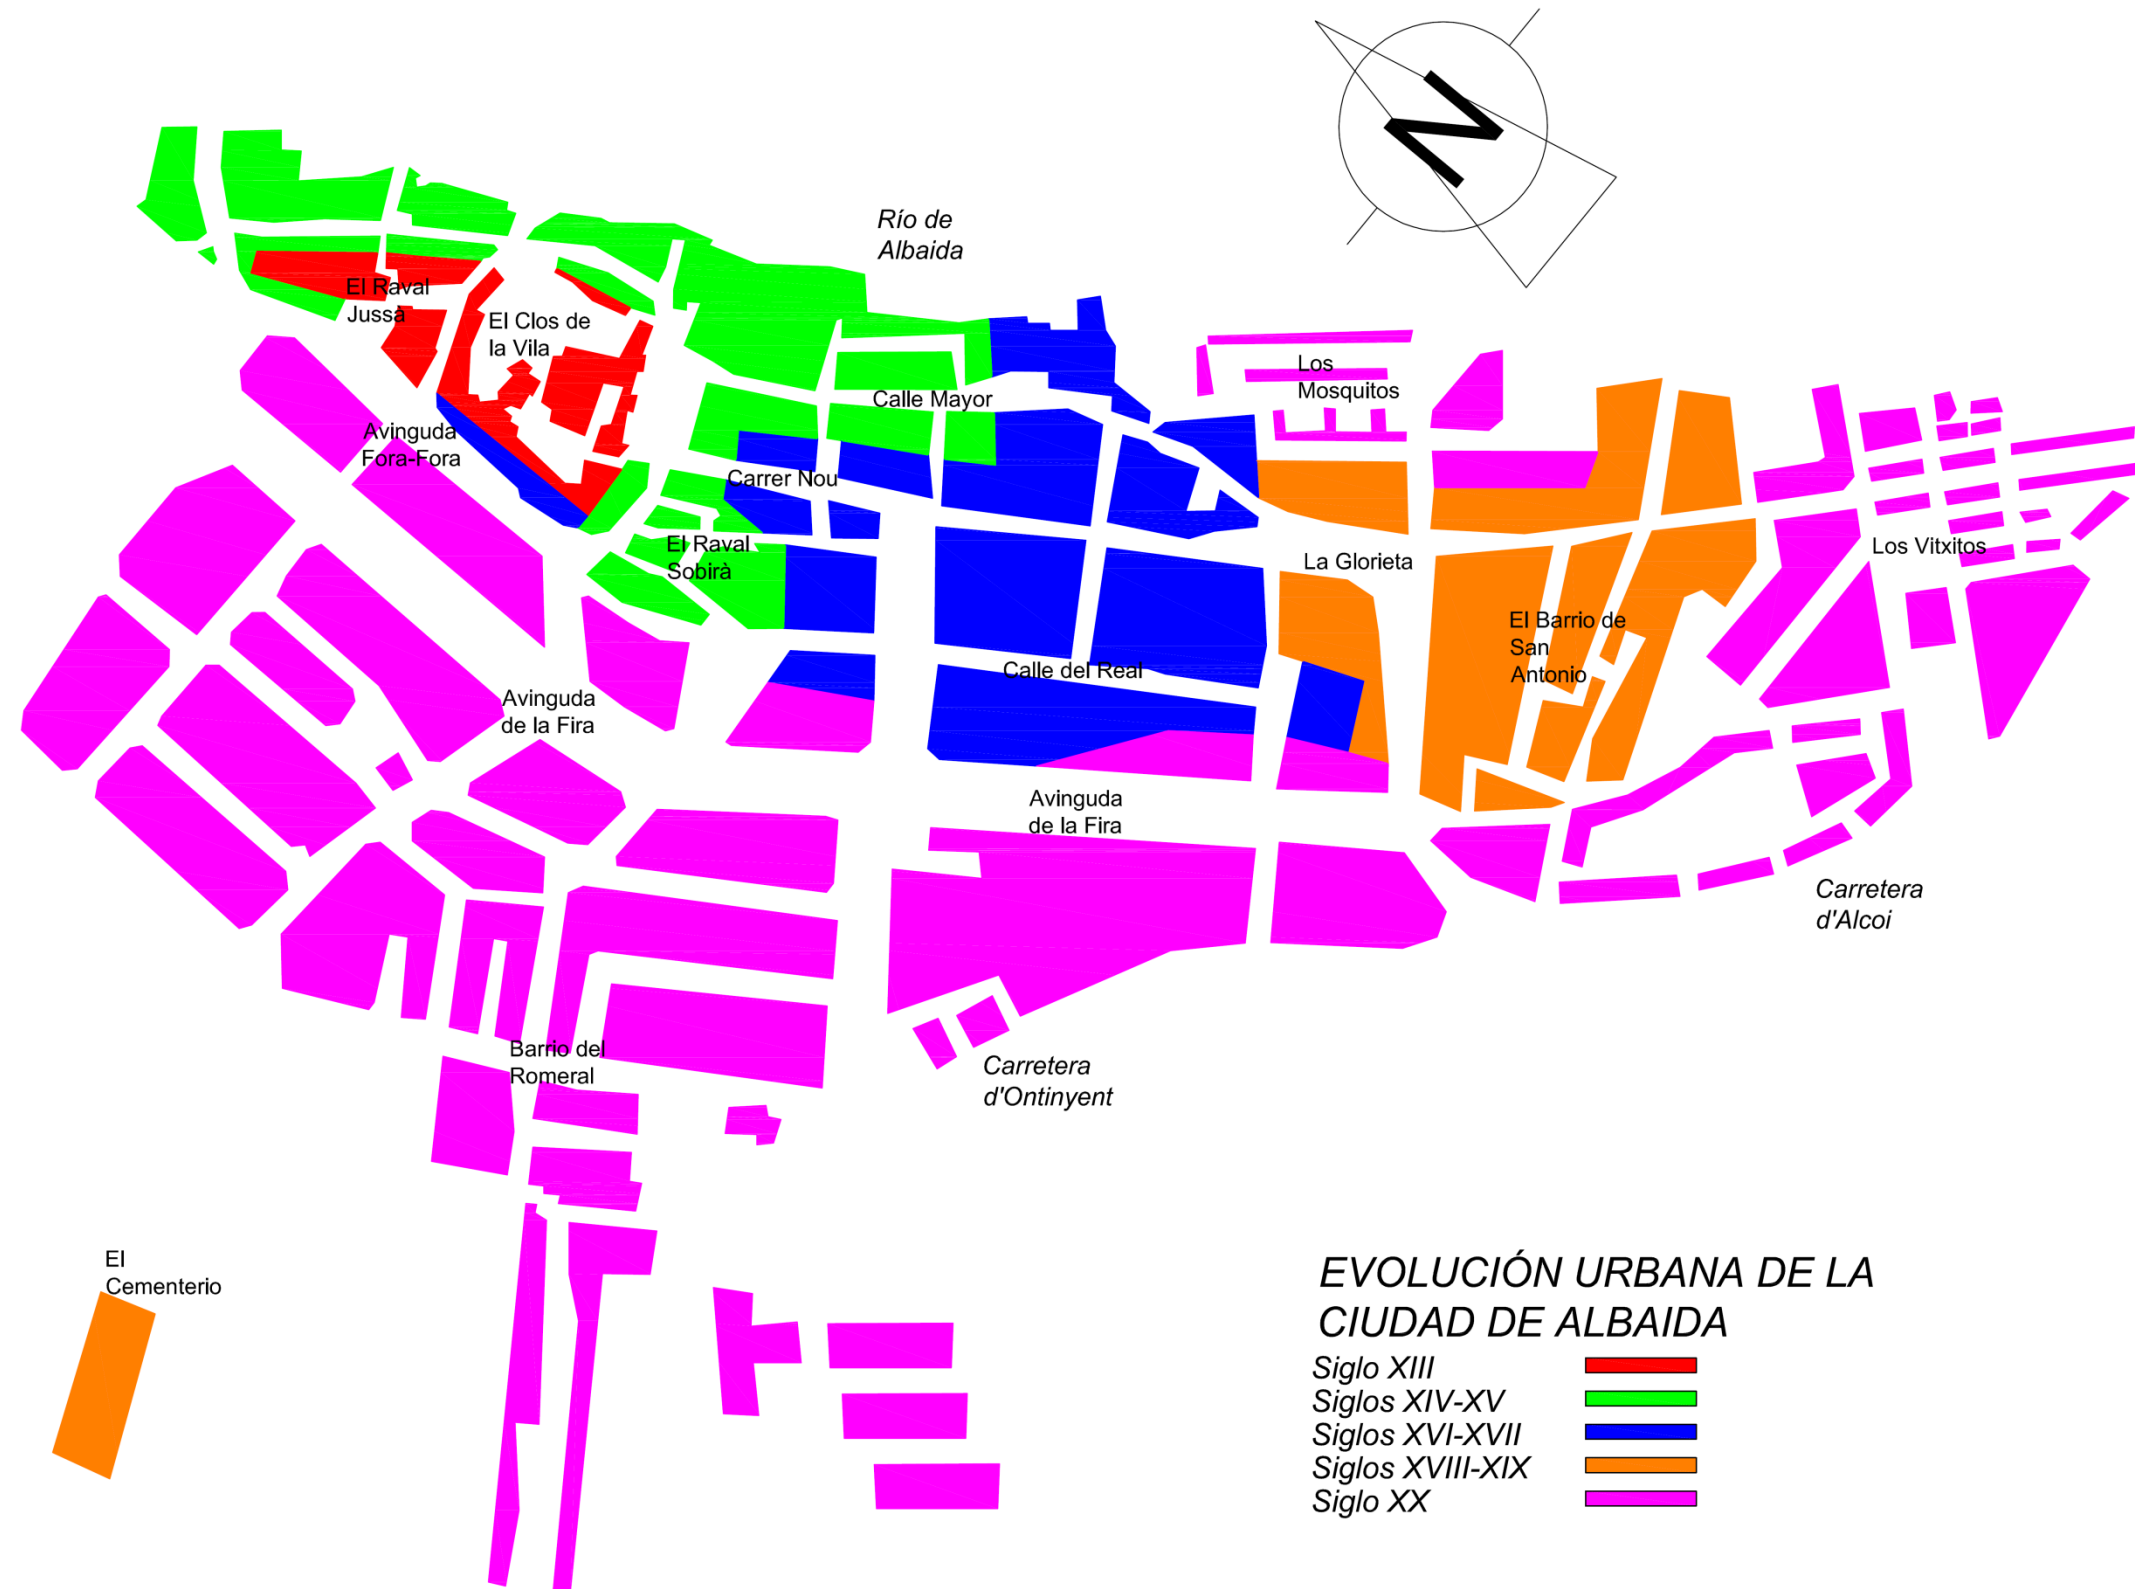 N
Río de
Albaida
El Raval
Jussà
El Clos de
la Vila
Los
Mosquitos
Calle Mayor
Avinguda
Fora-Fora
Carrer Nou
El Raval
Sobirà
La Glorieta
Los Vitxitos
El Barrio de
San
Antonio
Calle del Real
Avinguda
de la Fira
Avinguda
de la Fira
Carretera
d'Alcoi
Barrio del
Romeral
Carretera
d'Ontinyent
El
Cementerio
EVOLUCIÓN URBANA DE LA
CIUDAD DE ALBAIDA
Siglo XIII
Siglos XIV-XV
Siglos XVI-XVII
Siglos XVIII-XIX
Siglo XX